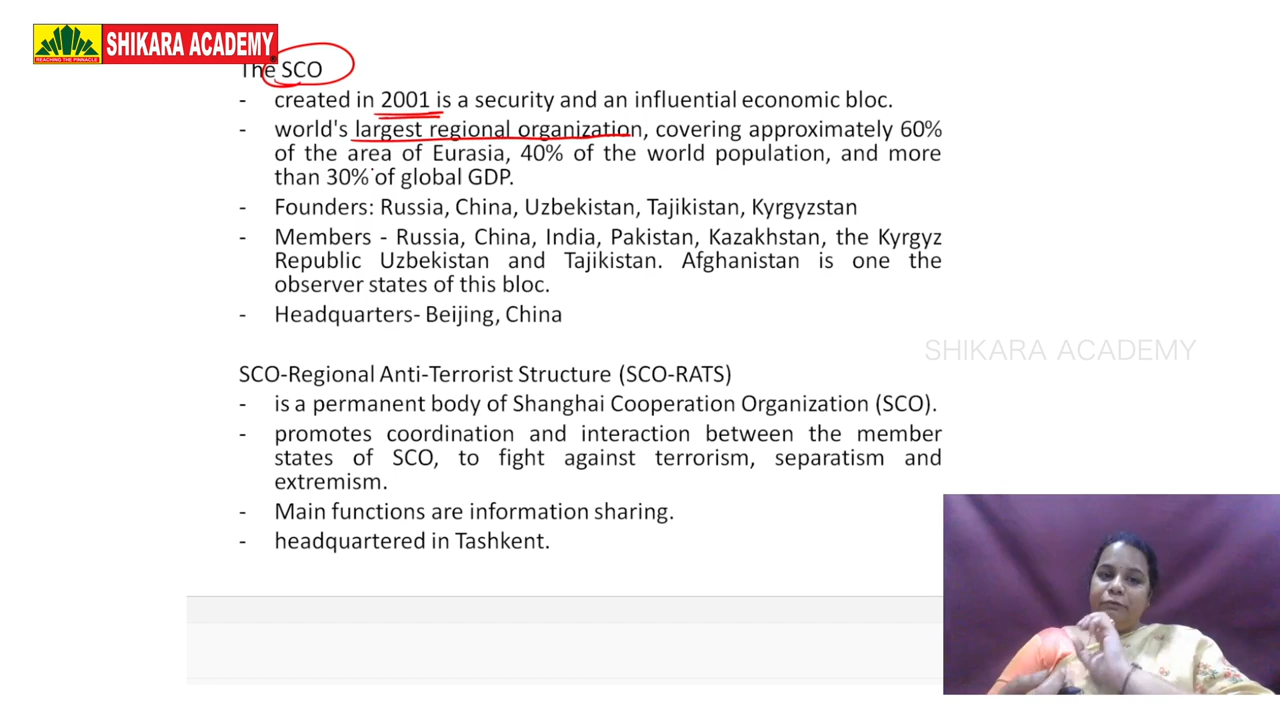 SHIKARA ACADEMY
REACHING THE PINNACLE
The SCO
- created in 2001 is a security and an influential economic bloc.
- world's largest regional organization, covering approximately 60%
of the area of Eurasia, 40% of the world population, and more
than 30% of global GDP.
- Founders: Russia, China, Uzbekistan, Tajikistan, Kyrgyzstan
- Members - Russia, China, India, Pakistan, Kazakhstan, the Kyrgyz
Republic Uzbekistan and Tajikistan. Afghanistan is one the
observer states of this bloc.
- Headquarters- Beijing, China
SHIKARA ACADEMY
SCO-Regional Anti-Terrorist Structure (SCO-RATS)
- is a permanent body of Shanghai Cooperation Organization (SCO).
- promotes coordination and interaction between the member
states of SCO, to fight against terrorism, separatism and
extremism.
- Main functions are information sharing.
- headquartered in Tashkent.